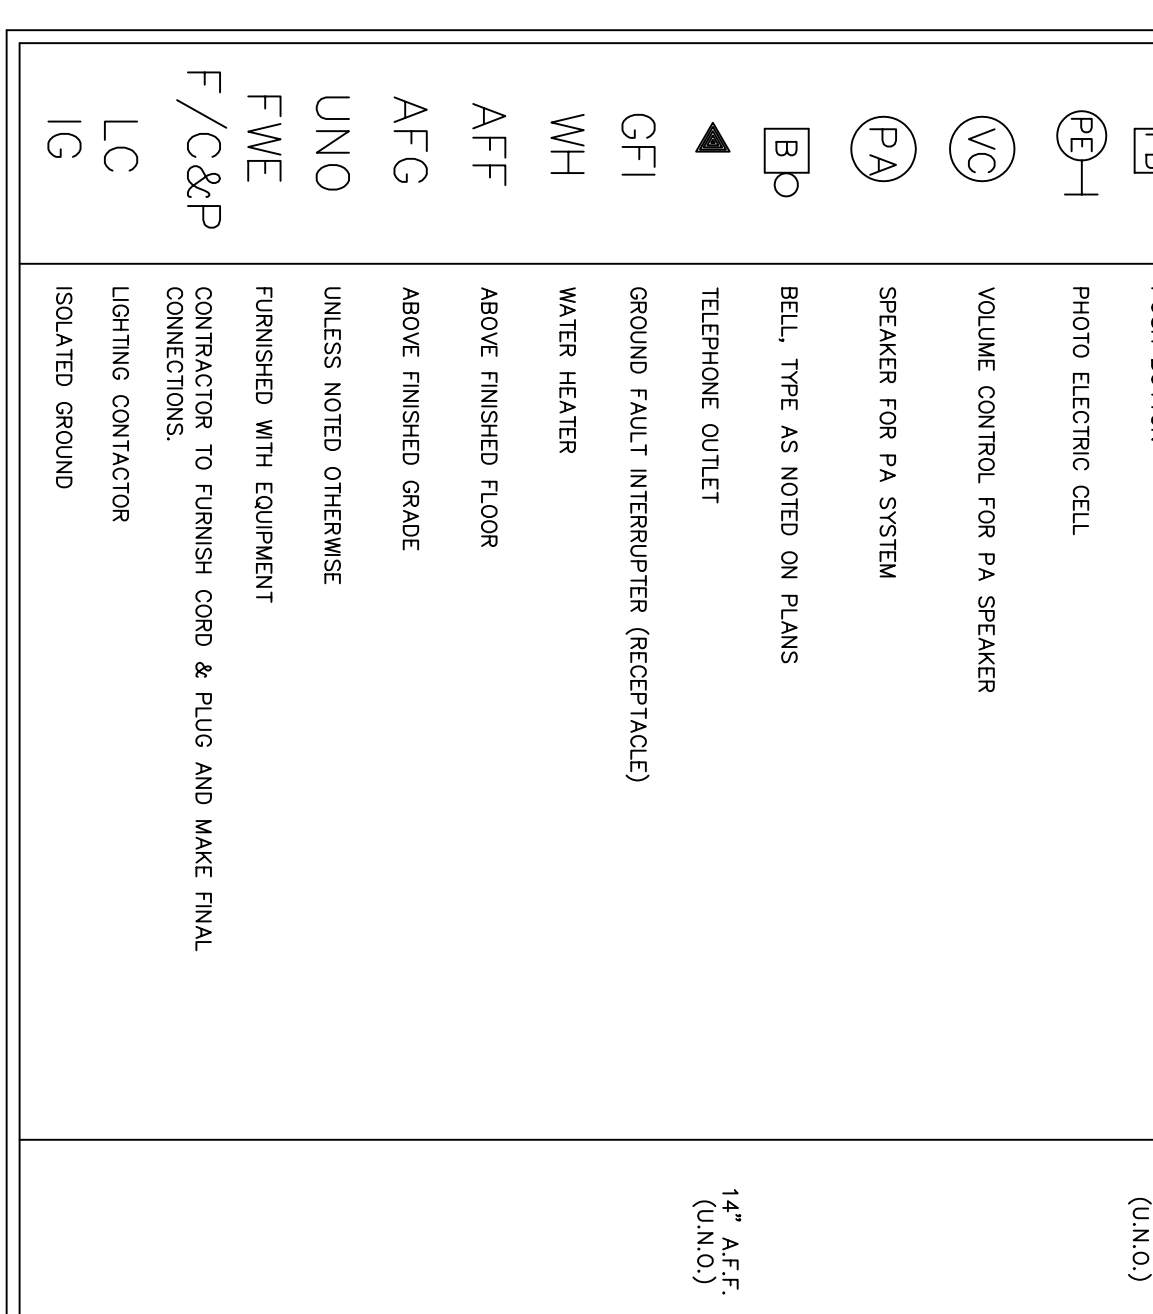 (U.N.O.)
PE
PHOTO ELECTRIC CELL
VC
VOLUME CONTROL FOR PA SPEAKER
PA
SPEAKER FOR PA SYSTEM
B
BELL, TYPE AS NOTED ON PLANS
TELEPHONE OUTLET
14" A.F.F.
(U.N.O.)
GFI
GROUND FAULT INTERRUPTER (RECEPTACLE)
WH
WATER HEATER
AFF
ABOVE FINISHED FLOOR
AFG
ABOVE FINISHED GRADE
UNO
UNLESS NOTED OTHERWISE
FWE
FURNISHED WITH EQUIPMENT
F/C&P
CONTRACTOR TO FURNISH CORD & PLUG AND MAKE FINAL
CONNECTIONS.
LC
LIGHTING CONTACTOR
IG
ISOLATED GROUND